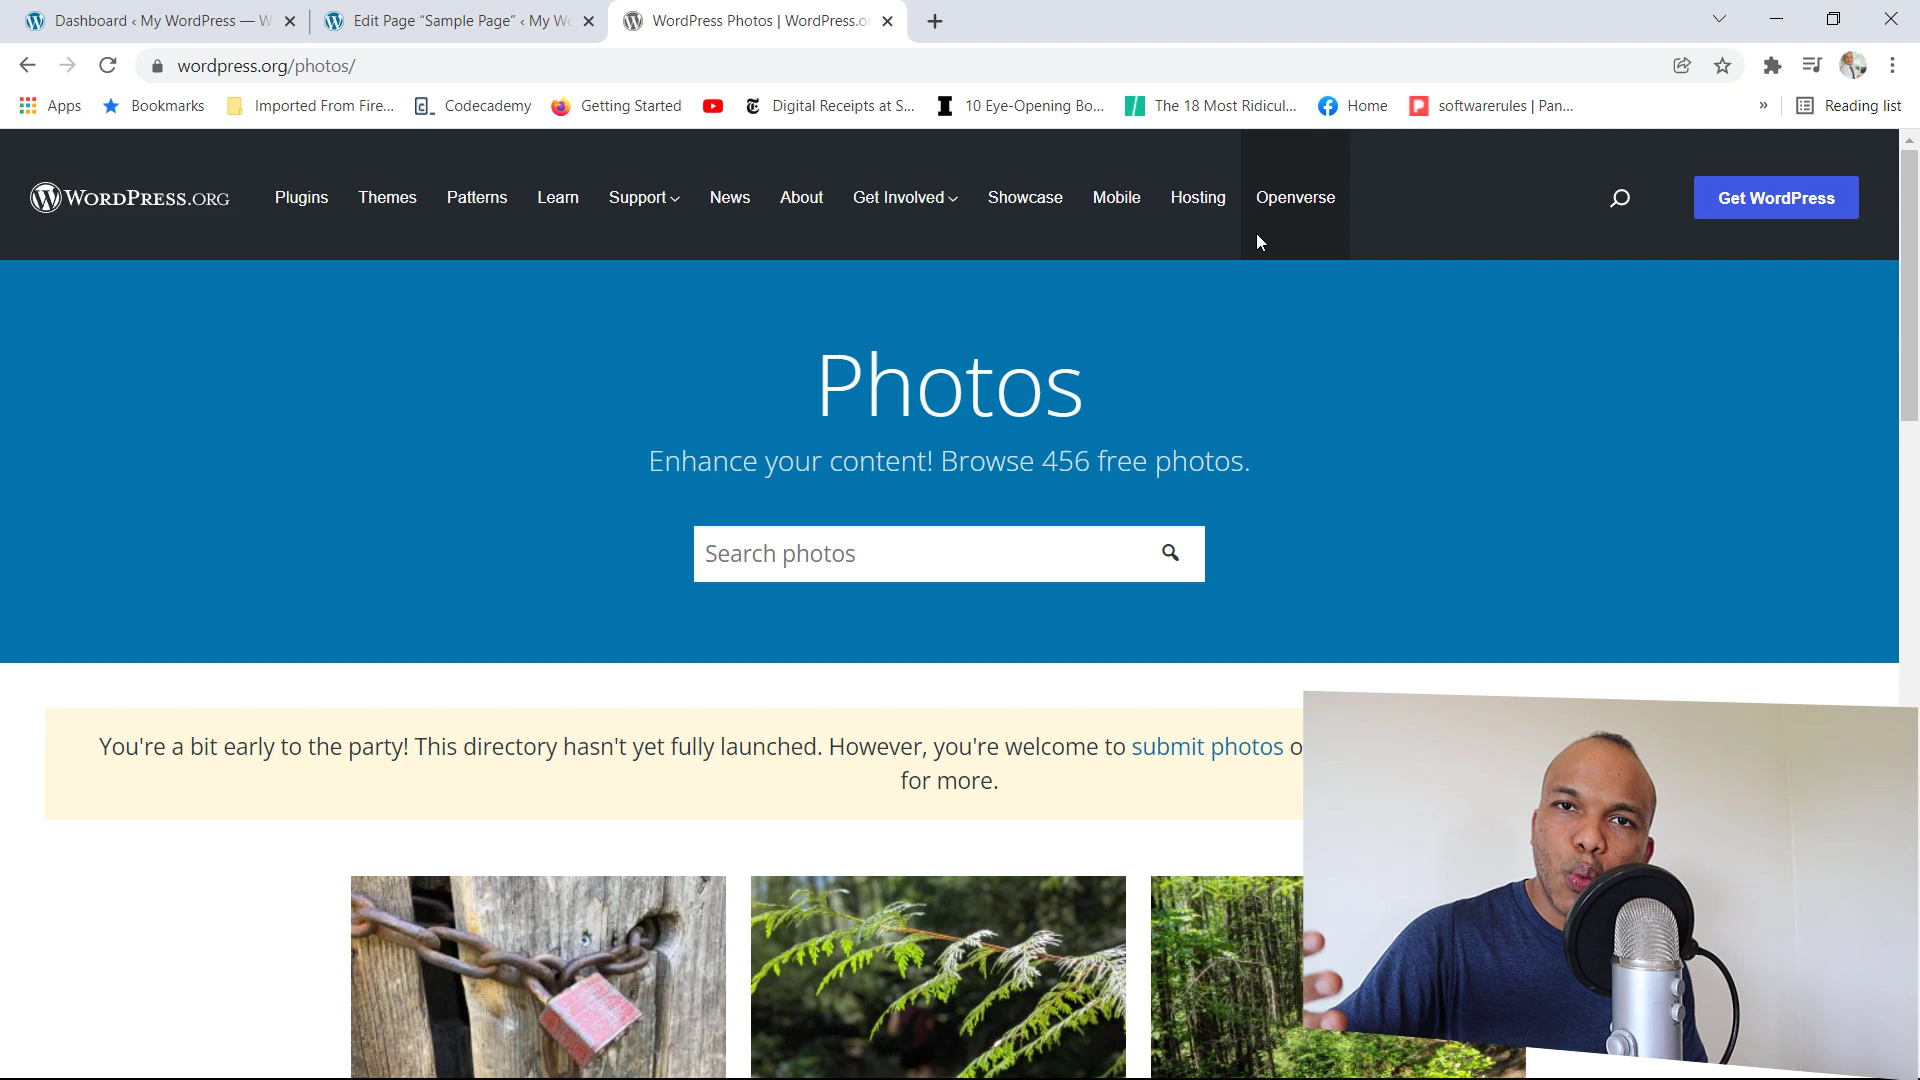 Dashboard ‹ My WordPress — W
Edit Page “Sample Page” ‹ My Wo
WordPress Photos | WordPress.o
wordpress.org/photos/
Apps
Bookmarks
Imported From Fire...
Codecademy
Getting Started
Digital Receipts at S...
10 Eye-Opening Bo...
The 18 Most Ridicul...
Home
softwarerules | Pan...
»
Reading list
WORDPRESS.ORG
Plugins
Themes
Patterns
Learn
Support
News
About
Get Involved
Showcase
Mobile
Hosting
Openverse
Get WordPress
Photos
Enhance your content! Browse 456 free photos.
Search photos
You're a bit early to the party! This directory hasn't yet fully launched. However, you're welcome to submit photos o
for more.